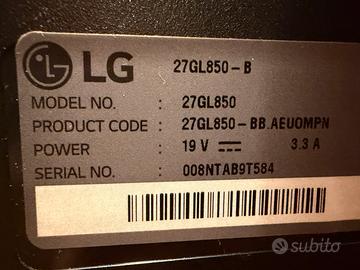 LG 27GL850-B
MODEL NO. : 27GL850
PRODUCT CODE : 27GL850-BB.AEUOMPN
POWER : 19 V ⎓ 3.3 A
SERIAL NO. : 008NTAB9T584
subito